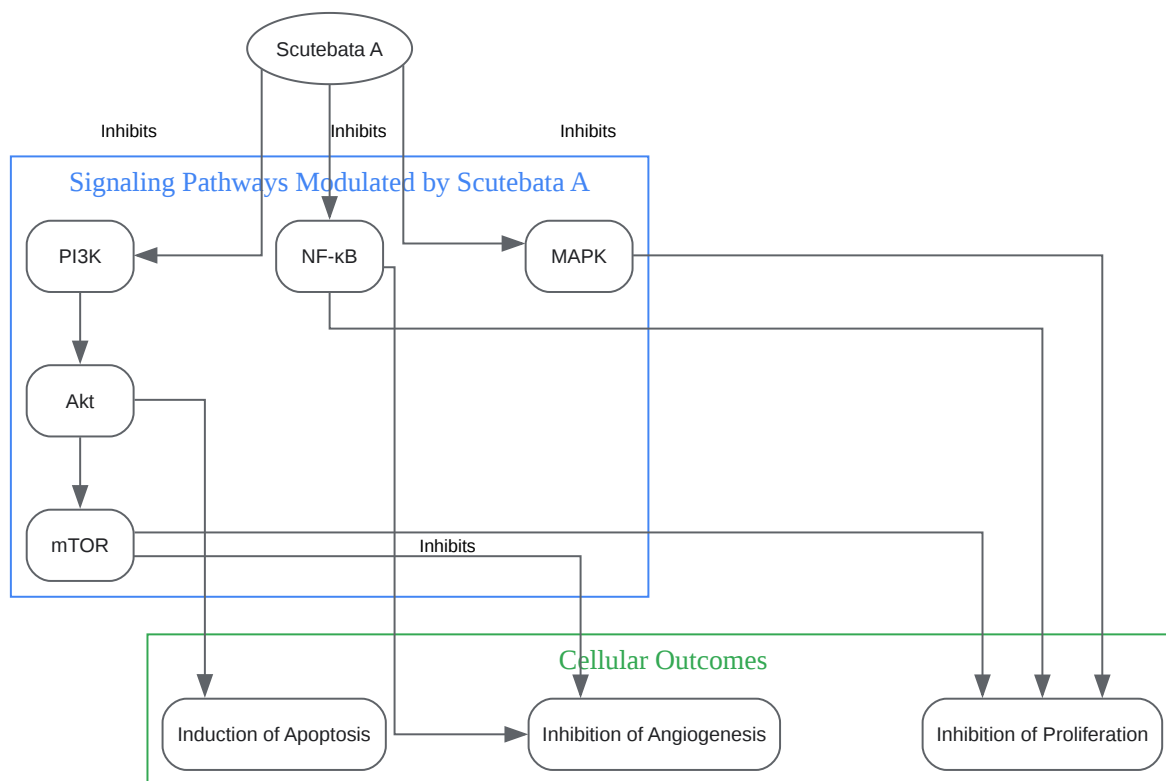 Scutebata A
Inhibits
Inhibits
Inhibits
Signaling Pathways Modulated by Scutebata A
PI3K
NF-κB
MAPK
Akt
mTOR
Inhibits
Cellular Outcomes
Induction of Apoptosis
Inhibition of Angiogenesis
Inhibition of Proliferation